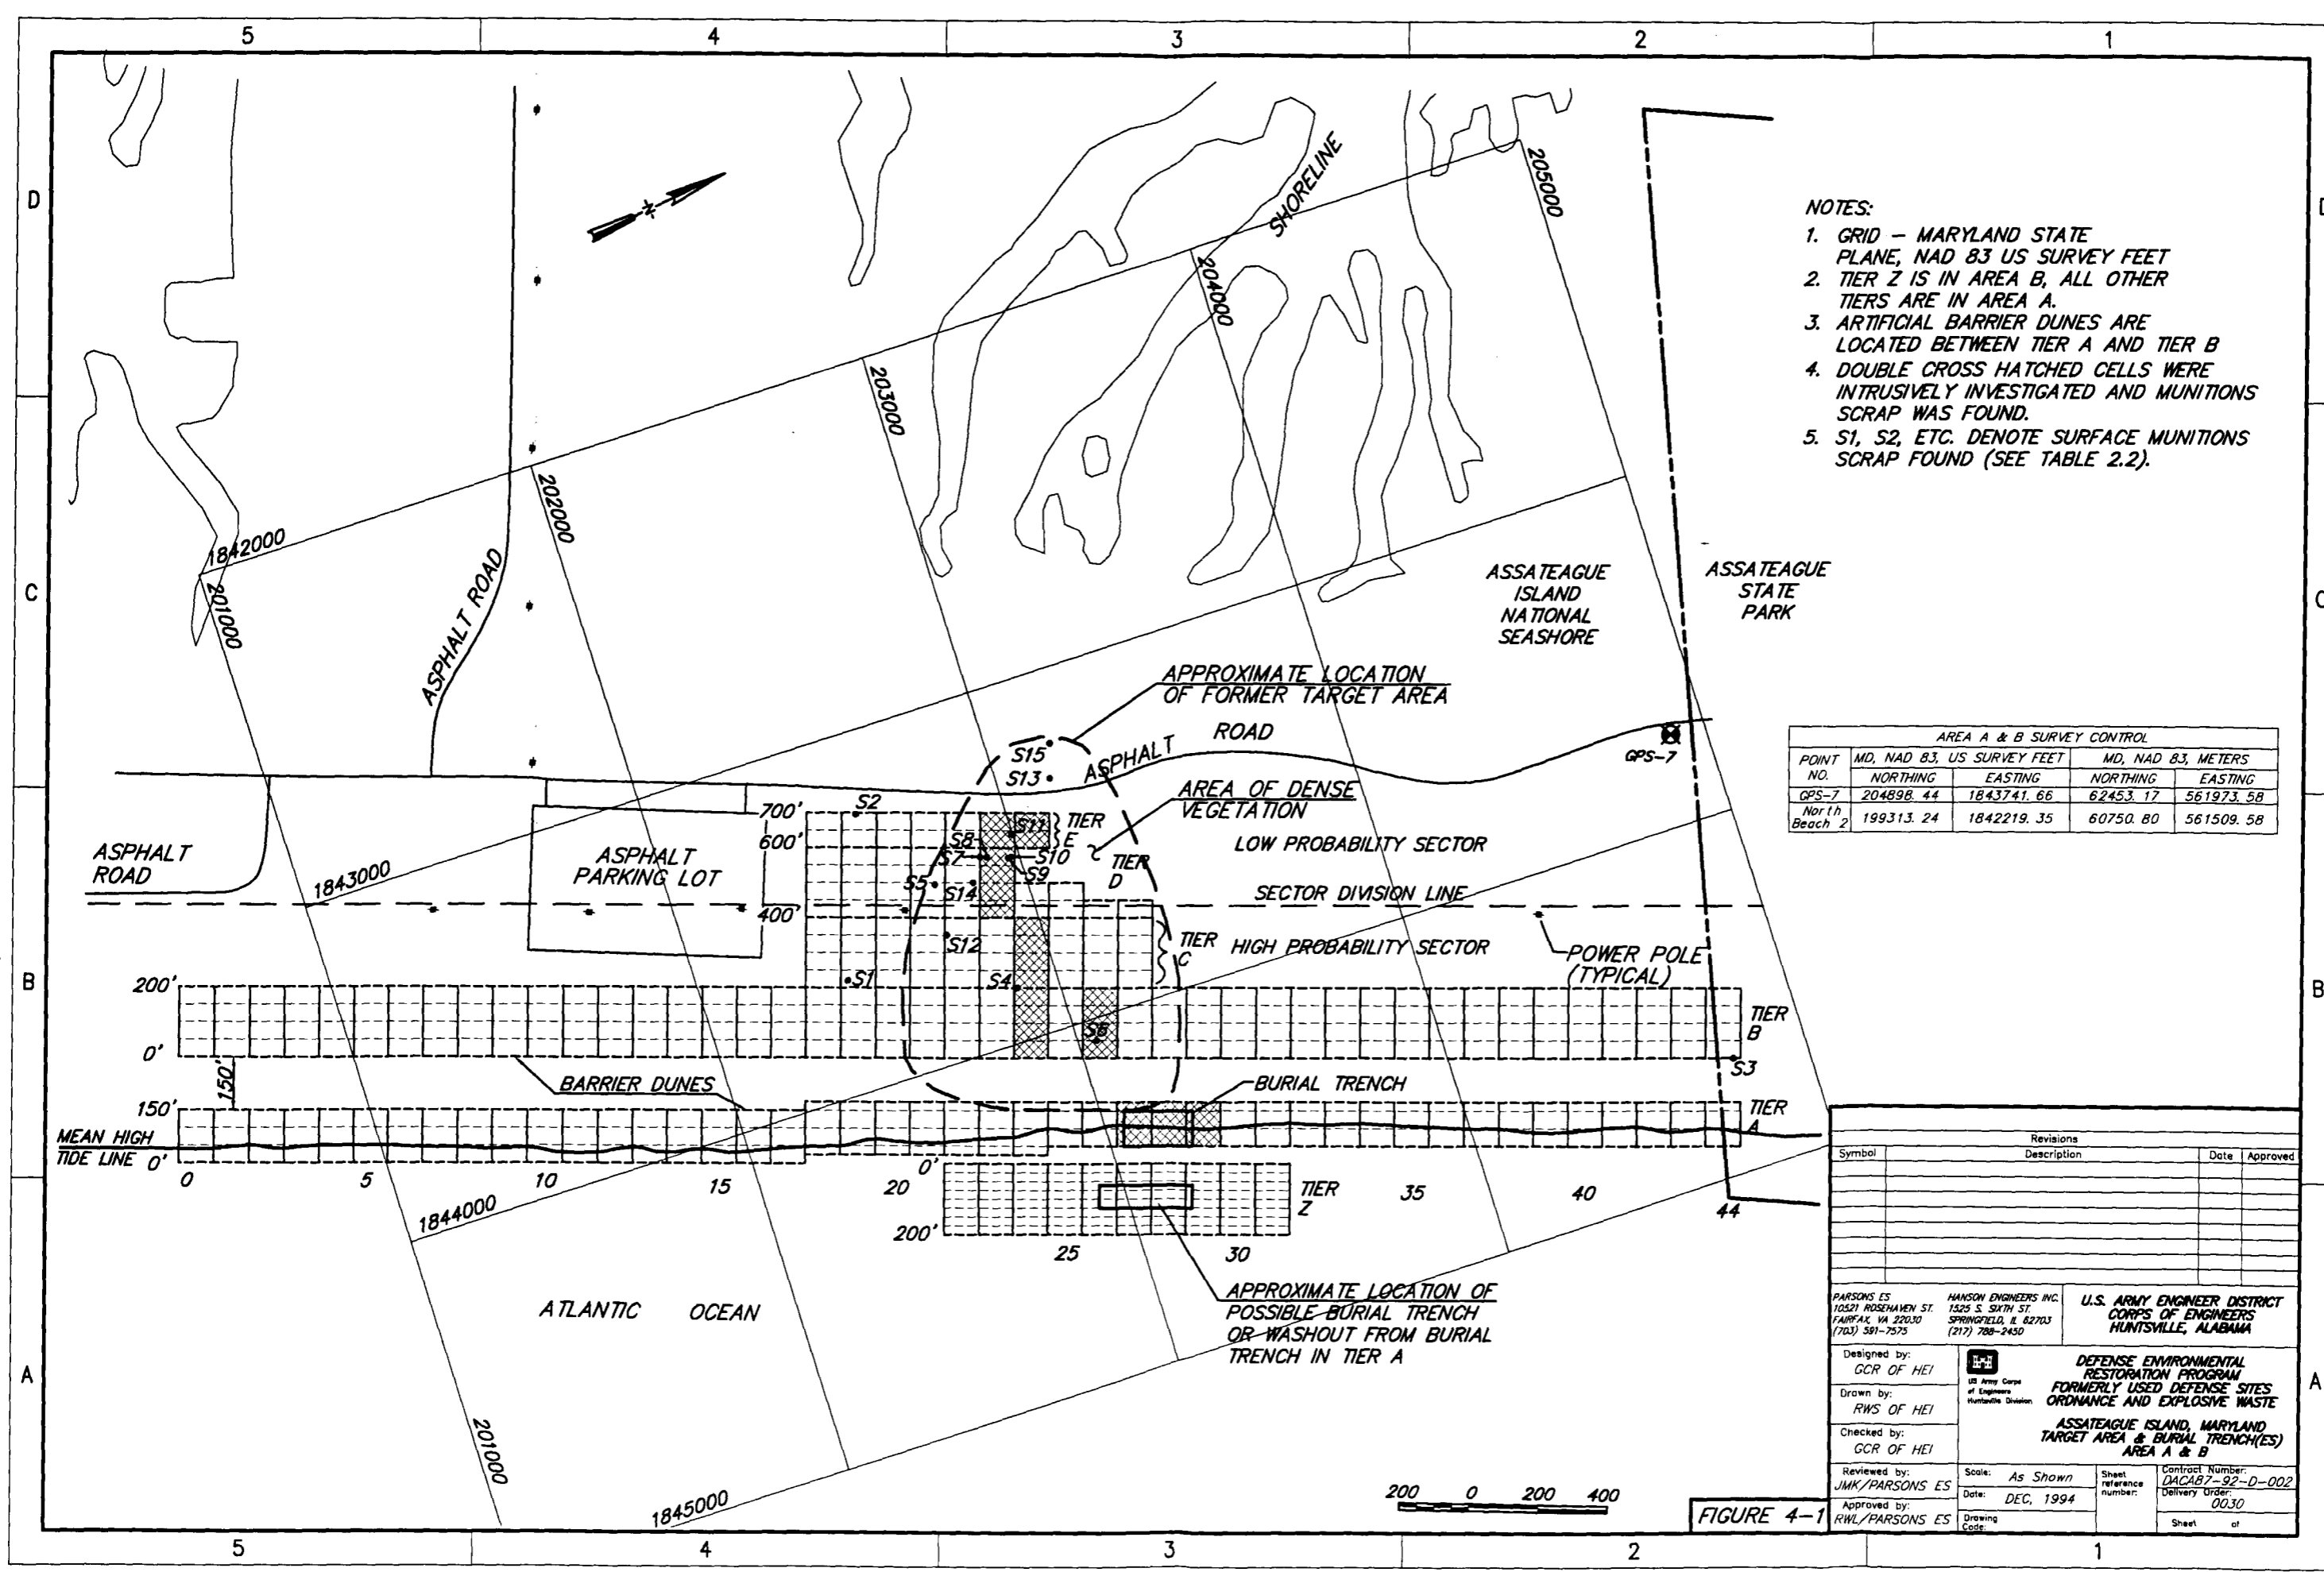 5 4 3 2 1
D
C
B
A
SHORELINE
205000
204000
203000
202000
201000
1842000
ASPHALT ROAD
N
NOTES:
1. GRID – MARYLAND STATE
PLANE, NAD 83 US SURVEY FEET
2. TIER Z IS IN AREA B, ALL OTHER
TIERS ARE IN AREA A.
3. ARTIFICIAL BARRIER DUNES ARE
LOCATED BETWEEN TIER A AND TIER B
4. DOUBLE CROSS HATCHED CELLS WERE
INTRUSIVELY INVESTIGATED AND MUNITIONS
SCRAP WAS FOUND.
5. S1, S2, ETC. DENOTE SURFACE MUNITIONS
SCRAP FOUND (SEE TABLE 2.2).
ASSATEAGUE
ISLAND
NATIONAL
SEASHORE
ASSATEAGUE
STATE
PARK
APPROXIMATE LOCATION
OF FORMER TARGET AREA
ASPHALT ROAD
GPS-7
AREA A & B SURVEY CONTROL
POINT NO. MD, NAD 83, US SURVEY FEET MD, NAD 83, METERS
NORTHING EASTING NORTHING EASTING
GPS-7 204898.44 1843741.66 62453.17 561973.58
North Beach 2 199313.24 1842219.35 60750.80 561509.58
S15
S13
AREA OF DENSE
VEGETATION
S2
700'
600'
400'
S11
TIER
E
S8
S7
S10
S9
TIER
D
S5
S14
S12
S1
S4
S6
S3
LOW PROBABILITY SECTOR
SECTOR DIVISION LINE
HIGH PROBABILITY SECTOR
TIER
C
POWER POLE
(TYPICAL)
ASPHALT
ROAD
1843000
ASPHALT
PARKING LOT
200'
0'
TIER
B
150'
BARRIER DUNES
BURIAL TRENCH
150'
TIER
A
MEAN HIGH
TIDE LINE 0'
0 5 10 15 20 35 40 44
0'
TIER
Z
200'
25 30
1844000
ATLANTIC OCEAN
APPROXIMATE LOCATION OF
POSSIBLE BURIAL TRENCH
OR WASHOUT FROM BURIAL
TRENCH IN TIER A
201000
1845000
200 0 200 400
FIGURE 4-1
Revisions
Symbol Description Date Approved
PARSONS ES
10521 ROSEHAVEN ST.
FAIRFAX, VA 22030
(703) 591-7575
HANSON ENGINEERS INC.
1525 S. SIXTH ST.
SPRINGFIELD, IL 62703
(217) 788-2450
U.S. ARMY ENGINEER DISTRICT
CORPS OF ENGINEERS
HUNTSVILLE, ALABAMA
Designed by:
GCR OF HEI
Drawn by:
RWS OF HEI
Checked by:
GCR OF HEI
Reviewed by:
JMK/PARSONS ES
Approved by:
RWL/PARSONS ES
US Army Corps
of Engineers
Huntsville Division
DEFENSE ENVIRONMENTAL
RESTORATION PROGRAM
FORMERLY USED DEFENSE SITES
ORDNANCE AND EXPLOSIVE WASTE
ASSATEAGUE ISLAND, MARYLAND
TARGET AREA & BURIAL TRENCH(ES)
AREA A & B
Scale: As Shown
Date: DEC, 1994
Drawing
Code:
Sheet
reference
number:
Contract Number:
DACA87-92-D-002
Delivery Order:
0030
Sheet of
5 4 3 2 1
D
C
B
A